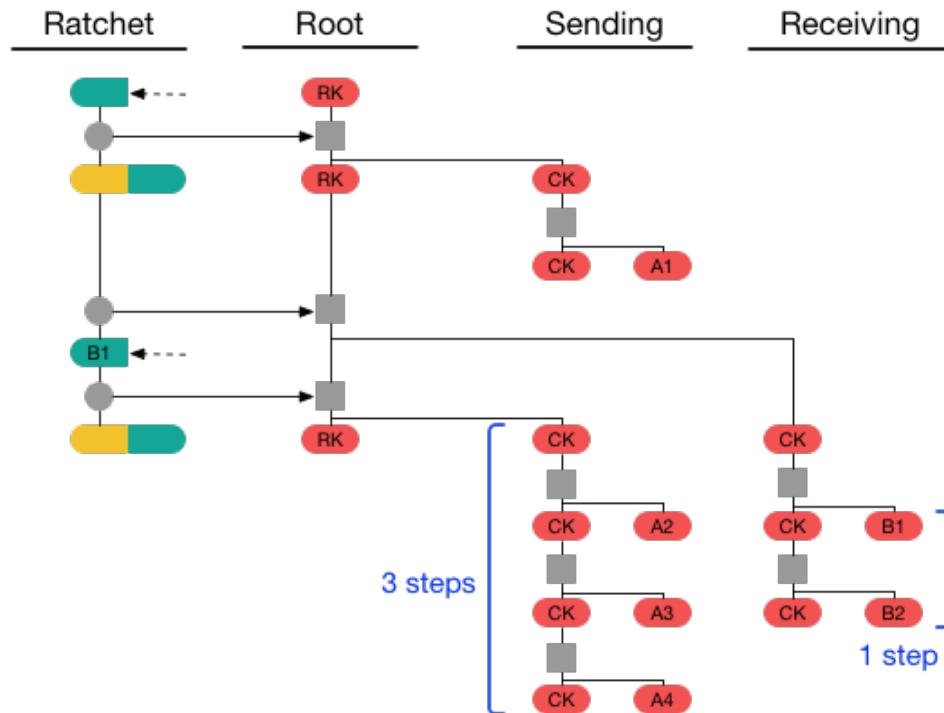 Ratchet Root Sending Receiving
RK
RK CK
CK A1
B1
RK CK CK
CK A2 CK B1
3 steps
CK A3 CK B2
1 step
CK A4